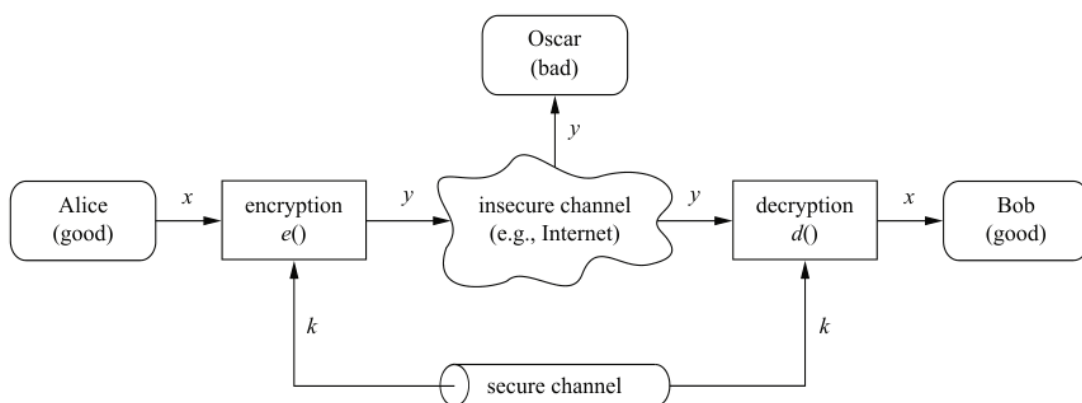 Oscar
(bad)
y
Alice
(good)
x
encryption
e()
y
insecure channel
(e.g., Internet)
y
decryption
d()
x
Bob
(good)
k
k
secure channel